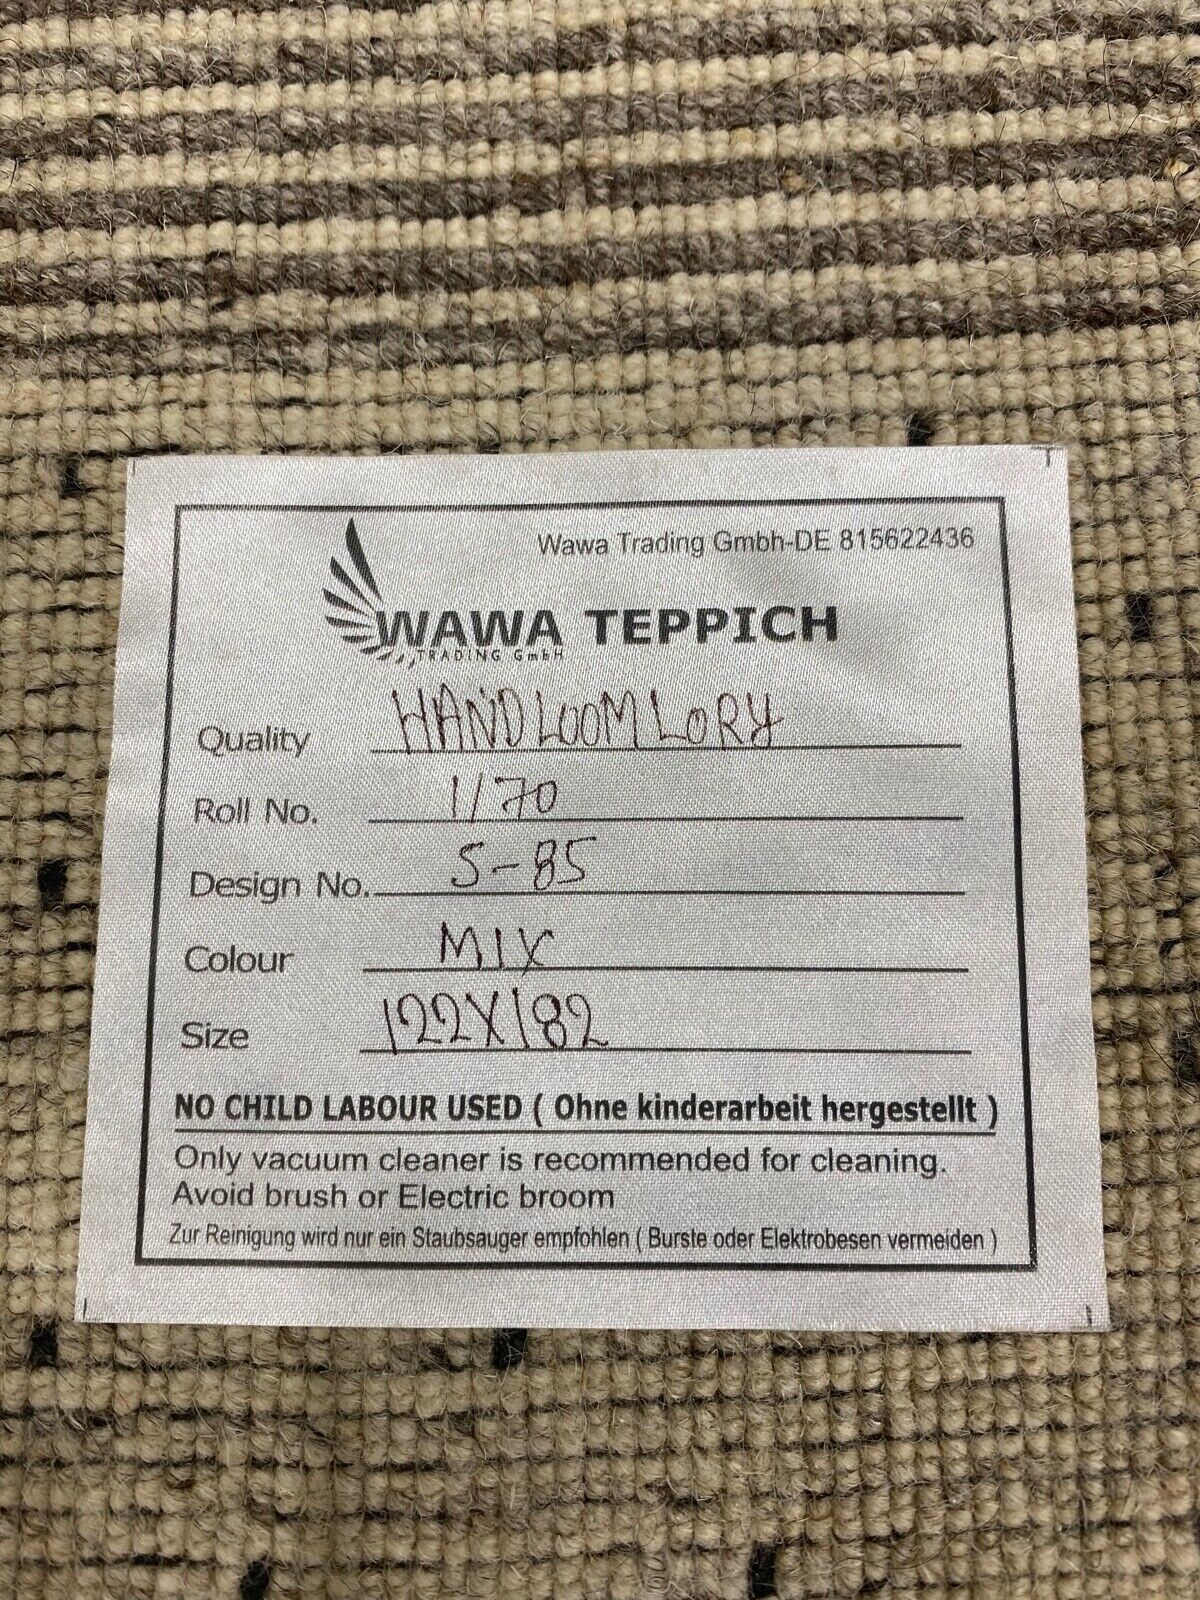 Wawa Trading Gmbh-DE 815622436
WAWA TEPPICH
TRADING GmbH
Quality HANDLOOM LORY
Roll No. 1/70
Design No. S-85
Colour MIX
Size 122X182
NO CHILD LABOUR USED ( Ohne kinderarbeit hergestellt )
Only vacuum cleaner is recommended for cleaning.
Avoid brush or Electric broom
Zur Reinigung wird nur ein Staubsauger empfohlen ( Burste oder Elektrobesen vermeiden )